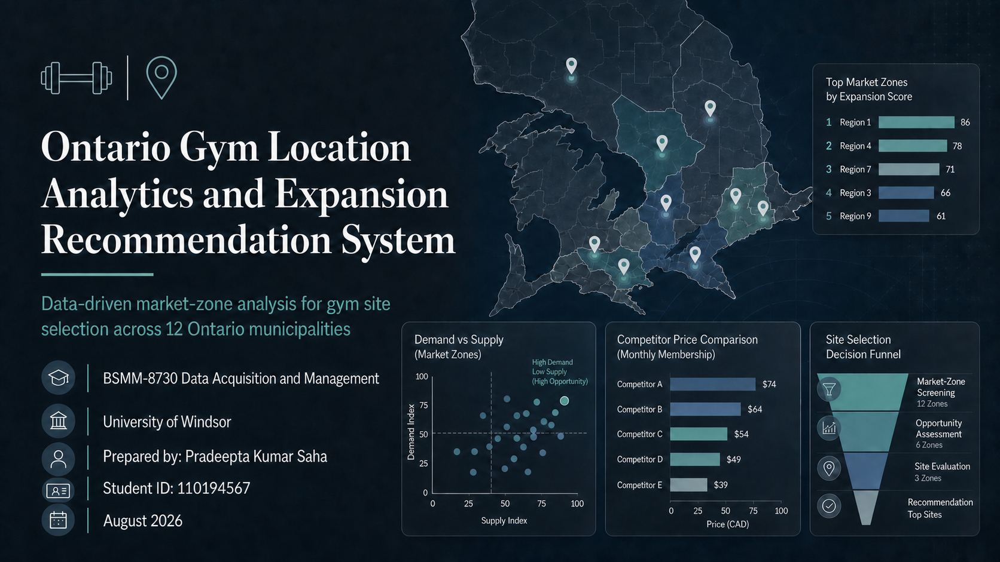 Ontario Gym Location
Analytics and Expansion
Recommendation System
Data-driven market-zone analysis for gym site
selection across 12 Ontario municipalities
BSMM-8730 Data Acquisition and Management
University of Windsor
Prepared by: Pradeepta Kumar Saha
Student ID: 110194567
August 2026
Top Market Zones
by Expansion Score
1 Region 1 86
2 Region 4 78
3 Region 7 71
4 Region 3 66
5 Region 9 61
Demand vs Supply
(Market Zones)
High Demand
Low Supply
(High Opportunity)
Demand Index
100
75
50
25
0
0 25 50 75 100
Supply Index
Competitor Price Comparison
(Monthly Membership)
Competitor A $74
Competitor B $64
Competitor C $54
Competitor D $49
Competitor E $39
0 25 50 75 100
Price (CAD)
Site Selection
Decision Funnel
Market-Zone
Screening
12 Zones
Opportunity
Assessment
6 Zones
Site Evaluation
3 Zones
Recommendation
Top Sites